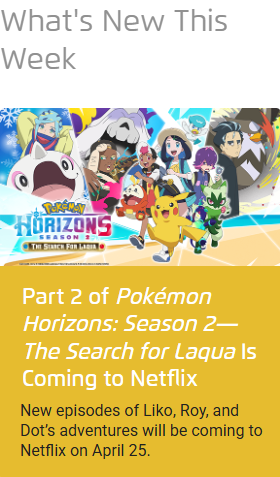 What's New This
Week
POKÉMON
HORIZONS
SEASON 2
THE SEARCH FOR LAQUA
Part 2 of Pokémon
Horizons: Season 2—
The Search for Laqua Is
Coming to Netflix
New episodes of Liko, Roy, and
Dot’s adventures will be coming to
Netflix on April 25.